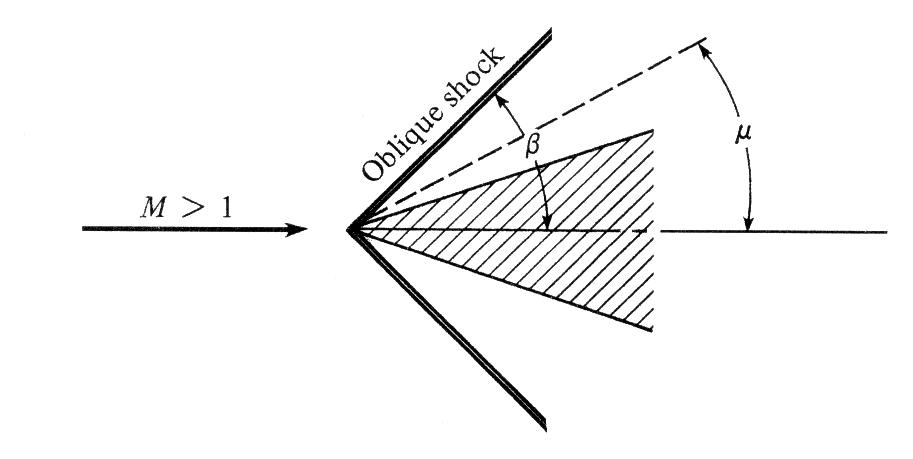 Oblique shock
μ
β
M > 1